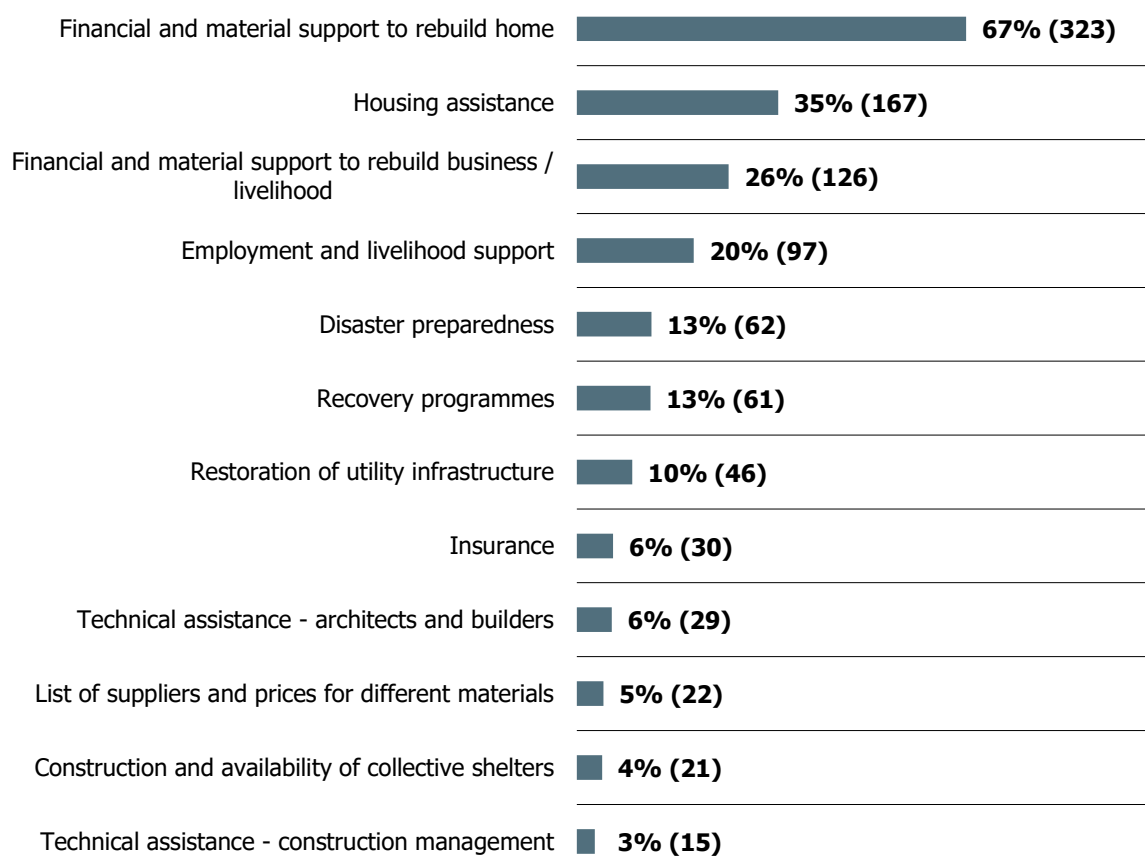 Financial and material support to rebuild home 67% (323)
Housing assistance 35% (167)
Financial and material support to rebuild business /
livelihood 26% (126)
Employment and livelihood support 20% (97)
Disaster preparedness 13% (62)
Recovery programmes 13% (61)
Restoration of utility infrastructure 10% (46)
Insurance 6% (30)
Technical assistance - architects and builders 6% (29)
List of suppliers and prices for different materials 5% (22)
Construction and availability of collective shelters 4% (21)
Technical assistance - construction management 3% (15)